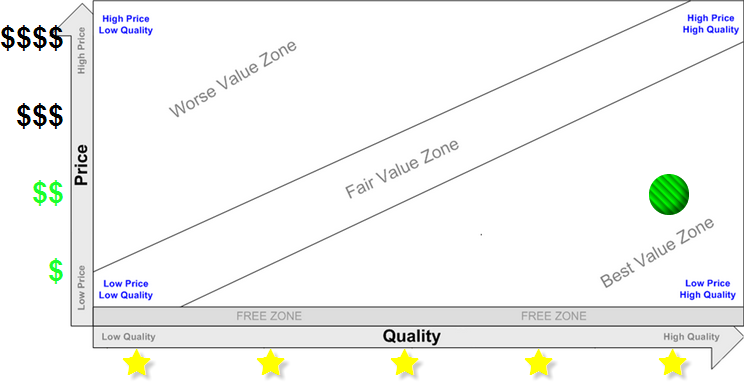 $$$$
High Price
Low Quality
High Price
High Quality
High Price
Worse Value Zone
$$$
Price
Fair Value Zone
$$
Best Value Zone
$
Low Price
Low Price
Low Quality
Low Price
High Quality
FREE ZONE
FREE ZONE
Low Quality
Quality
High Quality